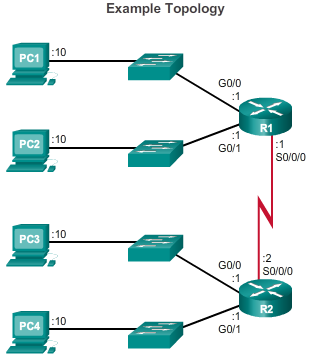 Example Topology
PC1
:10
G0/0
:1
R1
PC2
:10
:1
G0/1
:1
S0/0/0
PC3
:10
G0/0
:1
:2
S0/0/0
R2
PC4
:10
:1
G0/1